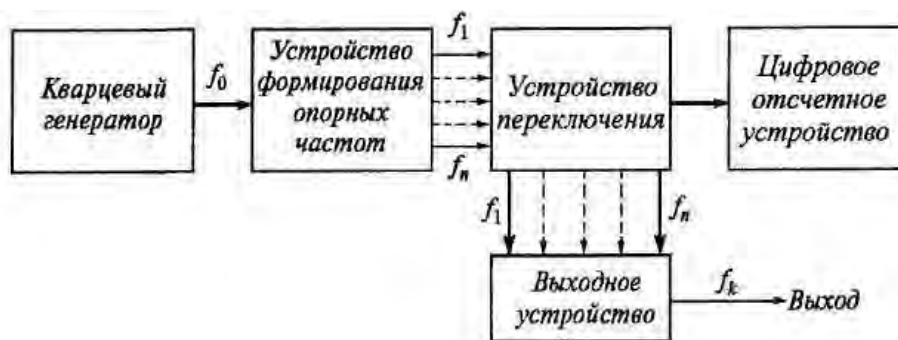 Кварцевый
генератор
f₀
Устройство
формирования
опорных
частот
f₁
fₙ
Устройство
переключения
Цифровое
отсчетное
устройство
f₁
fₙ
Выходное
устройство
fₖ
Выход